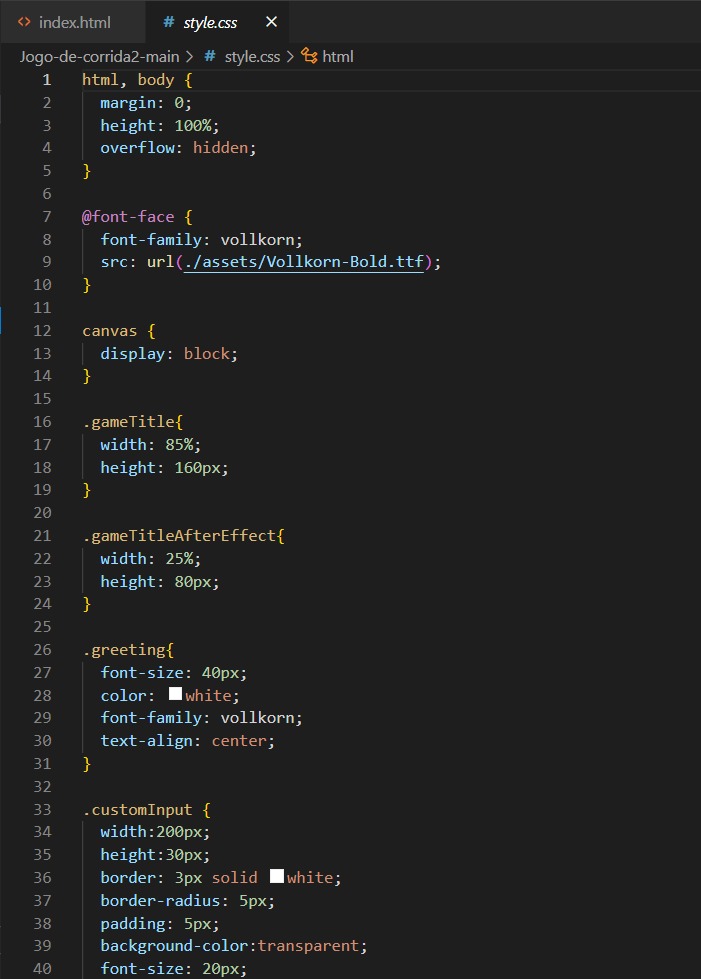 index.html # style.css ✕
Jogo-de-corrida2-main > # style.css > html
1 html, body {
2   margin: 0;
3   height: 100%;
4   overflow: hidden;
5 }
6
7 @font-face {
8   font-family: vollkorn;
9   src: url(./assets/Vollkorn-Bold.ttf);
10 }
11
12 canvas {
13   display: block;
14 }
15
16 .gameTitle{
17   width: 85%;
18   height: 160px;
19 }
20
21 .gameTitleAfterEffect{
22   width: 25%;
23   height: 80px;
24 }
25
26 .greeting{
27   font-size: 40px;
28   color: white;
29   font-family: vollkorn;
30   text-align: center;
31 }
32
33 .customInput {
34   width:200px;
35   height:30px;
36   border: 3px solid white;
37   border-radius: 5px;
38   padding: 5px;
39   background-color:transparent;
40   font-size: 20px;